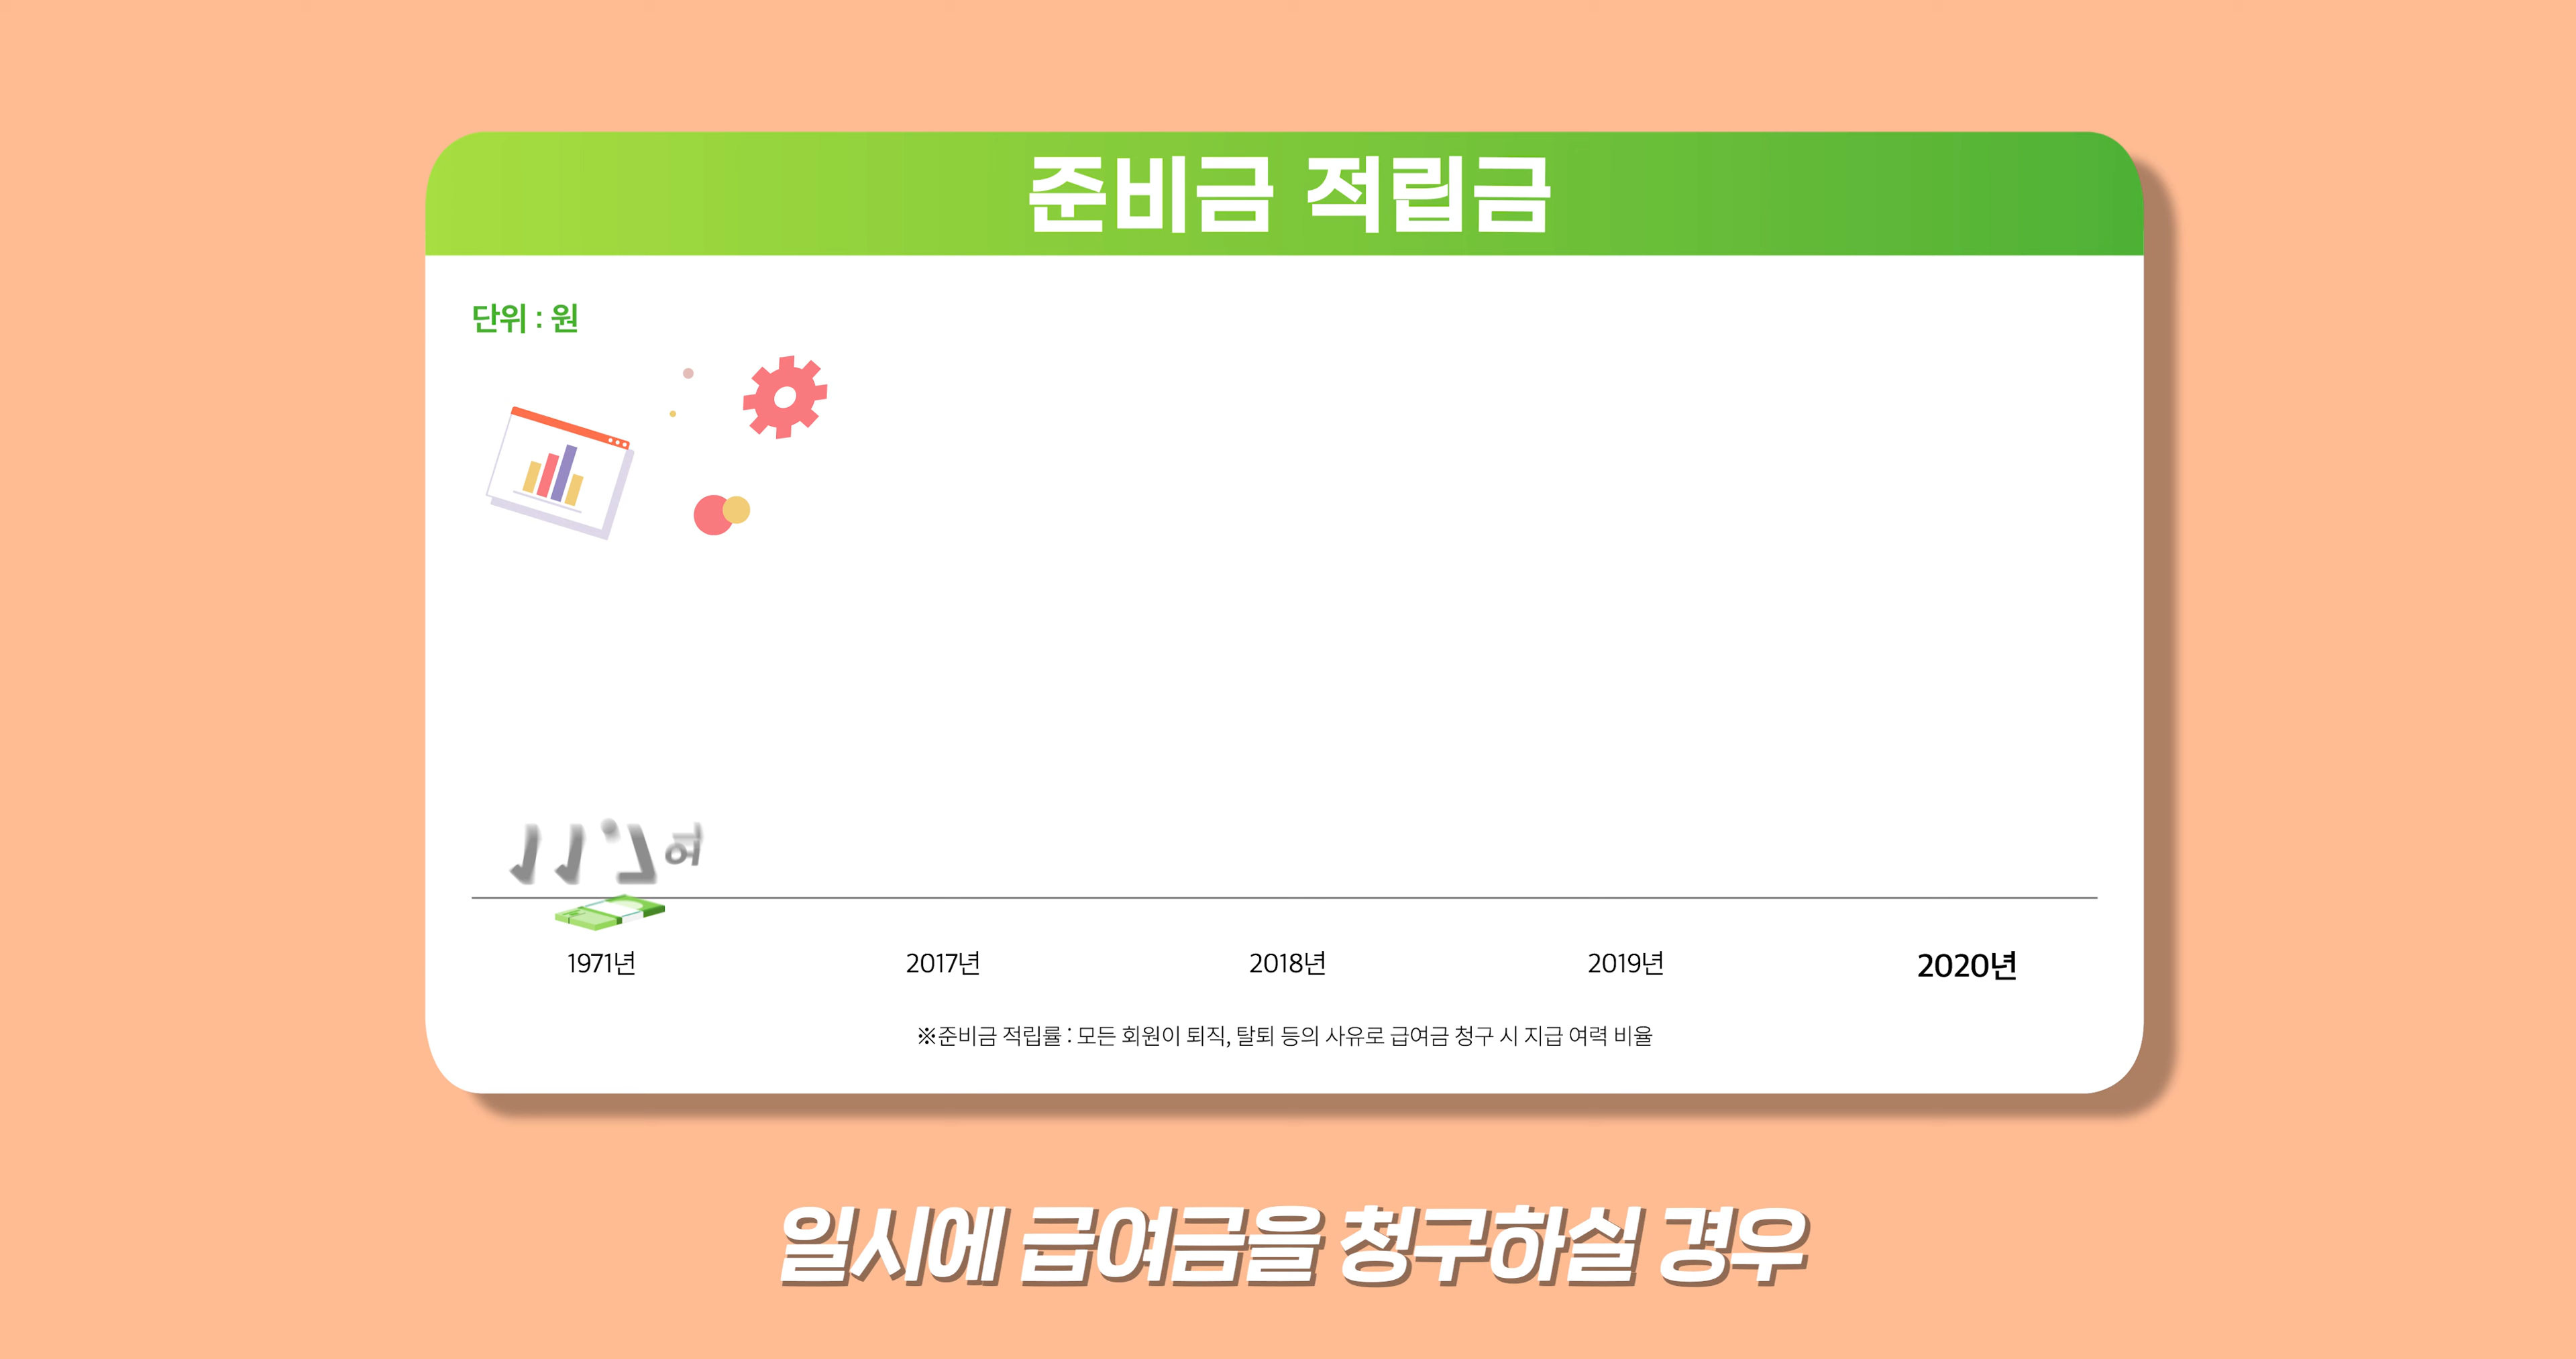 준비금 적립금
단위 : 원
1971년
2017년
2018년
2019년
2020년
※준비금 적립률 : 모든 회원이 퇴직, 탈퇴 등의 사유로 급여금 청구 시 지급 여력 비율
일시에 급여금을 청구하실 경우